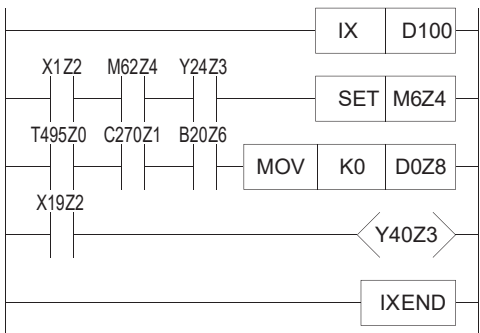 IX D100
X1Z2 M62Z4 Y24Z3
SET M6Z4
T495Z0 C270Z1 B20Z6
MOV K0 D0Z8
X19Z2
Y40Z3
IXEND